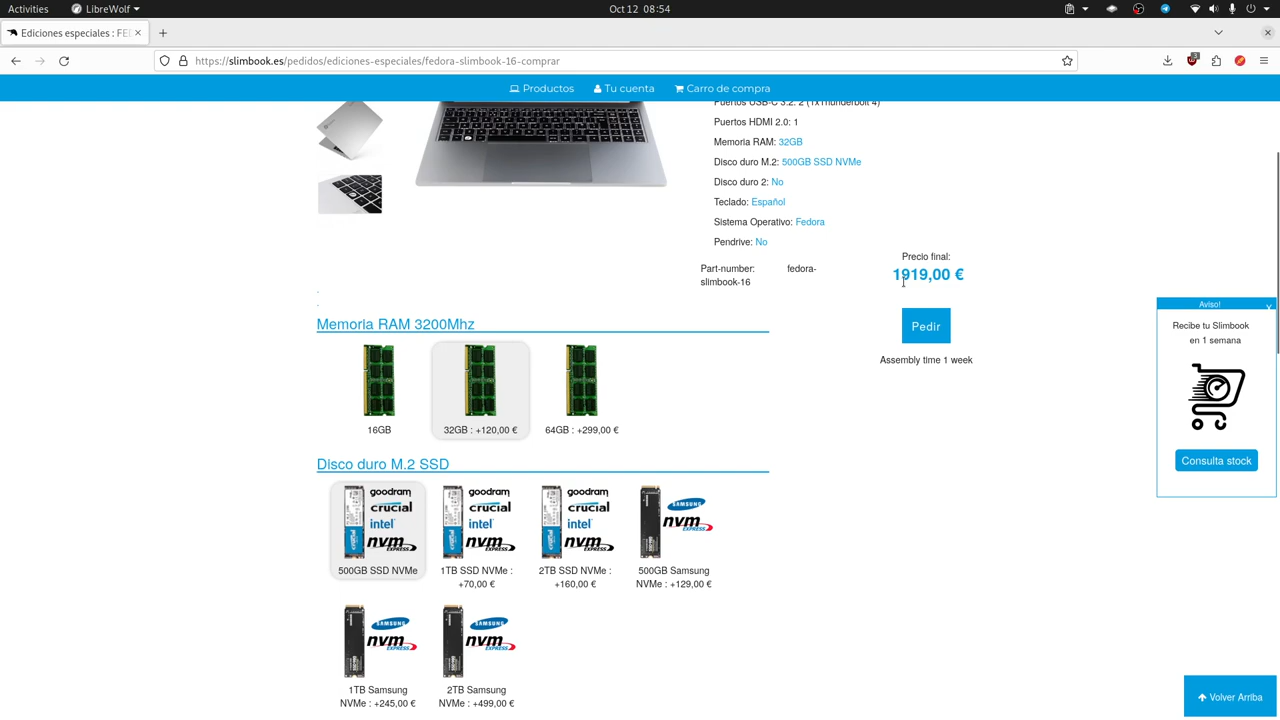 Activities
LibreWolf
Oct 12 08:54
Ediciones especiales : FE
https://slimbook.es/pedidos/ediciones-especiales/fedora-slimbook-16-comprar
3
Productos
Tu cuenta
Carro de compra
Puertos USB-C 3.2: 2 (1xThunderbolt 4)
Puertos HDMI 2.0: 1
Memoria RAM: 32GB
Disco duro M.2: 500GB SSD NVMe
Disco duro 2: No
Teclado: Español
Sistema Operativo: Fedora
Pendrive: No
Part-number: fedora-
slimbook-16
Precio final:
1919,00 €
Pedir
Assembly time 1 week
Aviso!
X
Recibe tu Slimbook
en 1 semana
Consulta stock
.
.
Memoria RAM 3200Mhz
16GB
32GB : +120,00 €
64GB : +299,00 €
Disco duro M.2 SSD
goodram
crucial
intel
nvm
EXPRESS
goodram
crucial
intel
nvm
EXPRESS
goodram
crucial
intel
nvm
EXPRESS
SAMSUNG
nvm
EXPRESS
500GB SSD NVMe
1TB SSD NVMe :
+70,00 €
2TB SSD NVMe :
+160,00 €
500GB Samsung
NVMe : +129,00 €
SAMSUNG
nvm
EXPRESS
SAMSUNG
nvm
EXPRESS
1TB Samsung
NVMe : +245,00 €
2TB Samsung
NVMe : +499,00 €
Volver Arriba